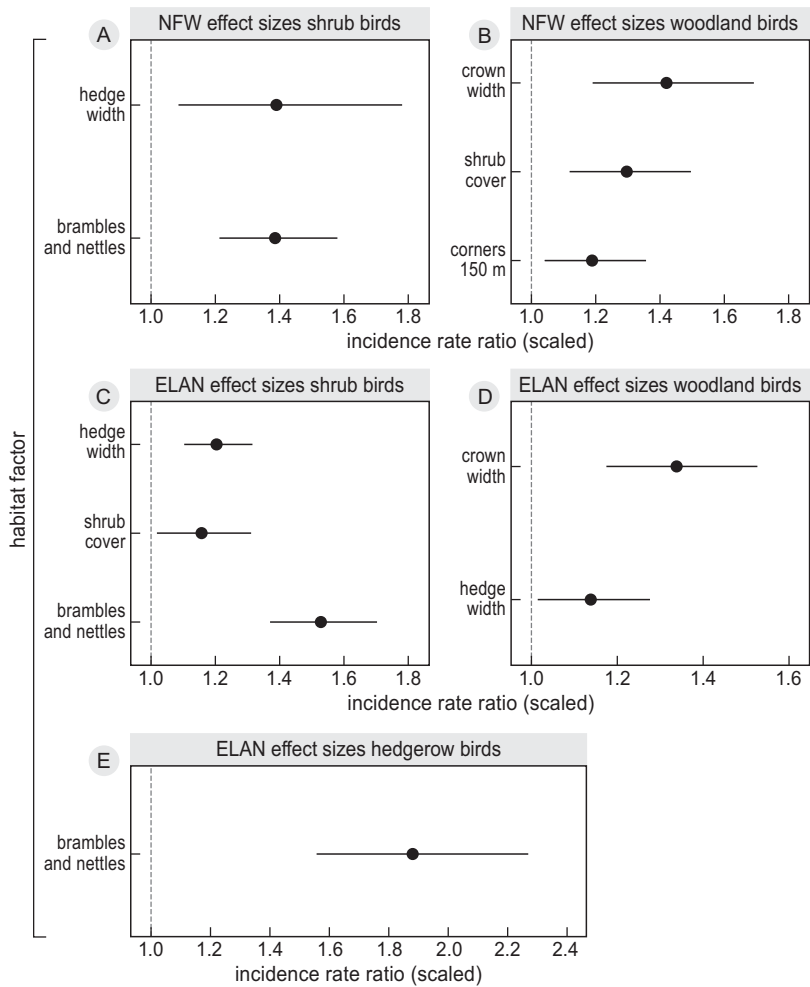 A
NFW effect sizes shrub birds
hedge
width
brambles
and nettles
1.0 1.2 1.4 1.6 1.8
B
NFW effect sizes woodland birds
crown
width
shrub
cover
corners
150 m
1.0 1.2 1.4 1.6 1.8
incidence rate ratio (scaled)
habitat factor
C
ELAN effect sizes shrub birds
hedge
width
shrub
cover
brambles
and nettles
1.0 1.2 1.4 1.6 1.8
D
ELAN effect sizes woodland birds
crown
width
hedge
width
1.0 1.2 1.4 1.6
incidence rate ratio (scaled)
E
ELAN effect sizes hedgerow birds
brambles
and nettles
1.0 1.2 1.4 1.6 1.8 2.0 2.2 2.4
incidence rate ratio (scaled)